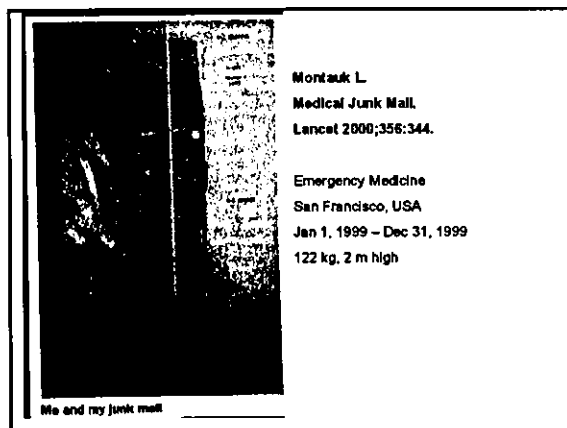 Montauk L.
Medical Junk Mail.
Lancet 2000;356:344.
Emergency Medicine
San Francisco, USA
Jan 1, 1999 – Dec 31, 1999
122 kg, 2 m high
Me and my junk mail